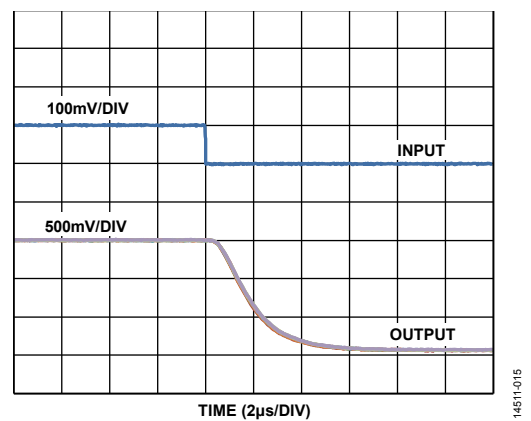 100mV/DIV
INPUT
500mV/DIV
OUTPUT
TIME (2µs/DIV)
14511-015